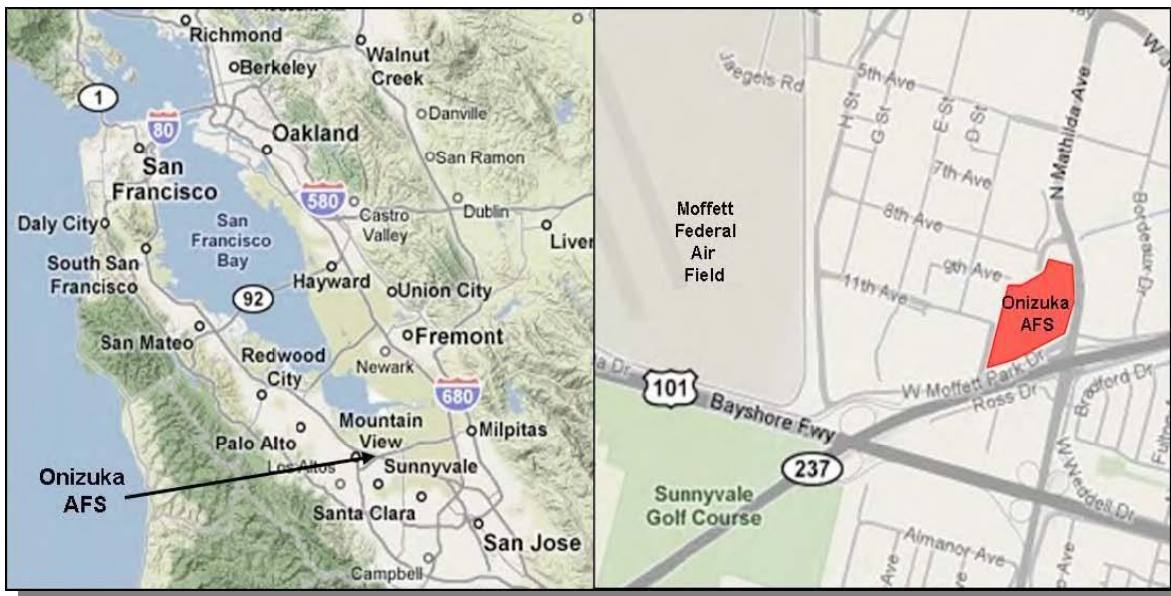 Richmond
Walnut
Creek
Berkeley
1
Danville
80
Oakland
San
Francisco
San Ramon
580
Daly City
San
Francisco
Bay
Castro
Valley
Dublin
Liver
South San
Francisco
Hayward
92
Union City
San Mateo
Fremont
Redwood
City
Newark
680
Mountain
View
Milpitas
Palo Alto
Los Altos
Sunnyvale
Onizuka
AFS
Santa Clara
San Jose
Campbell
Jaegels Rd
5th Ave
H St
G St
E St
D St
N Mathilda Ave
7th Ave
Moffett
Federal
Air
Field
8th Ave
Bordeaux Dr
9th Ave
11th Ave
Onizuka
AFS
W Moffett Park Dr
Ross Dr
Bradford Dr
101
Bayshore Fwy
237
W Weddell Dr
Sunnyvale
Golf Course
Almanor Ave
Ave
Ave